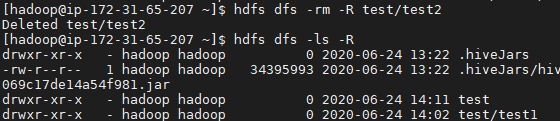 [hadoop@ip-172-31-65-207 ~]$ hdfs dfs -rm -R test/test2
Deleted test/test2
[hadoop@ip-172-31-65-207 ~]$ hdfs dfs -ls -R
drwxr-xr-x   - hadoop hadoop          0 2020-06-24 13:22 .hiveJars
-rw-r--r--   1 hadoop hadoop   34395993 2020-06-24 13:22 .hiveJars/hiv
069c17de14a54f981.jar
drwxr-xr-x   - hadoop hadoop          0 2020-06-24 14:11 test
drwxr-xr-x   - hadoop hadoop          0 2020-06-24 14:02 test/test1